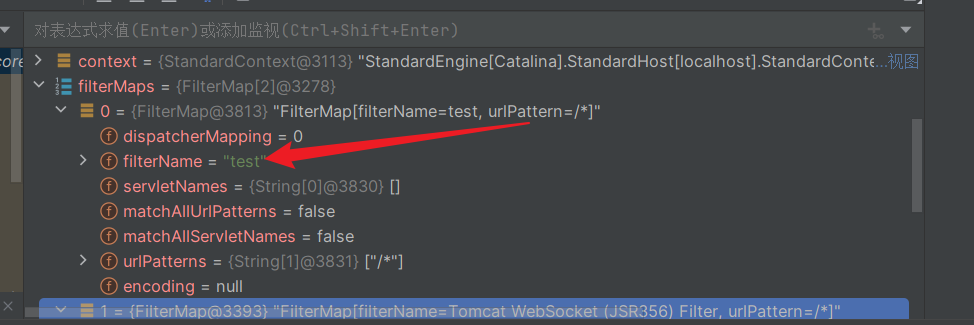 对表达式求值(Enter)或添加监视(Ctrl+Shift+Enter)
core
context = {StandardContext@3113} "StandardEngine[Catalina].StandardHost[localhost].StandardConte...视图
filterMaps = {FilterMap[2]@3278}
0 = {FilterMap@3813} "FilterMap[filterName=test, urlPattern=/*]"
dispatcherMapping = 0
filterName = "test"
servletNames = {String[0]@3830} []
matchAllUrlPatterns = false
matchAllServletNames = false
urlPatterns = {String[1]@3831} ["/*"]
encoding = null
1 = {FilterMap@3393} "FilterMap[filterName=Tomcat WebSocket (JSR356) Filter, urlPattern=/*]"